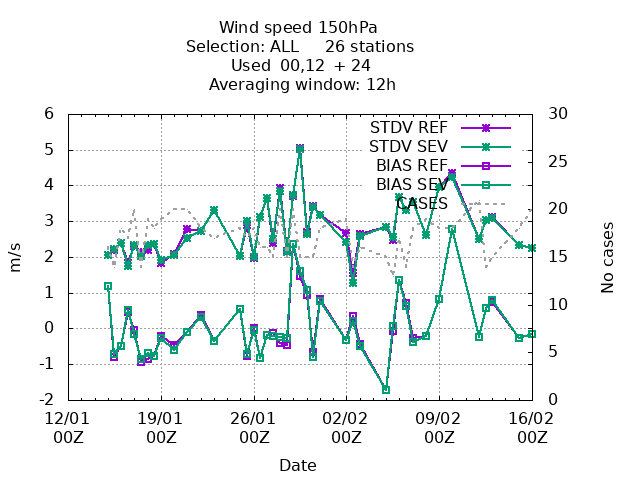 Wind speed 150hPa
Selection: ALL 26 stations
Used 00,12 + 24
Averaging window: 12h
6 30
STDV REF
STDV SEV
BIAS REF
BIAS SEV
CASES
5 25
4 20
3 15
2 10
1 5
0 0
-1
-2
m/s
No cases
12/01 19/01 26/01 02/02 09/02 16/02
00Z 00Z 00Z 00Z 00Z 00Z
Date